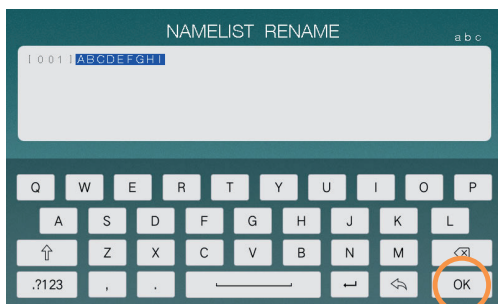 NAMELIST RENAME
abc
[001]ABCDEFGHI
Q W E R T Y U I O P
A S D F G H J K L
Z X C V B N M
.?123 , . OK